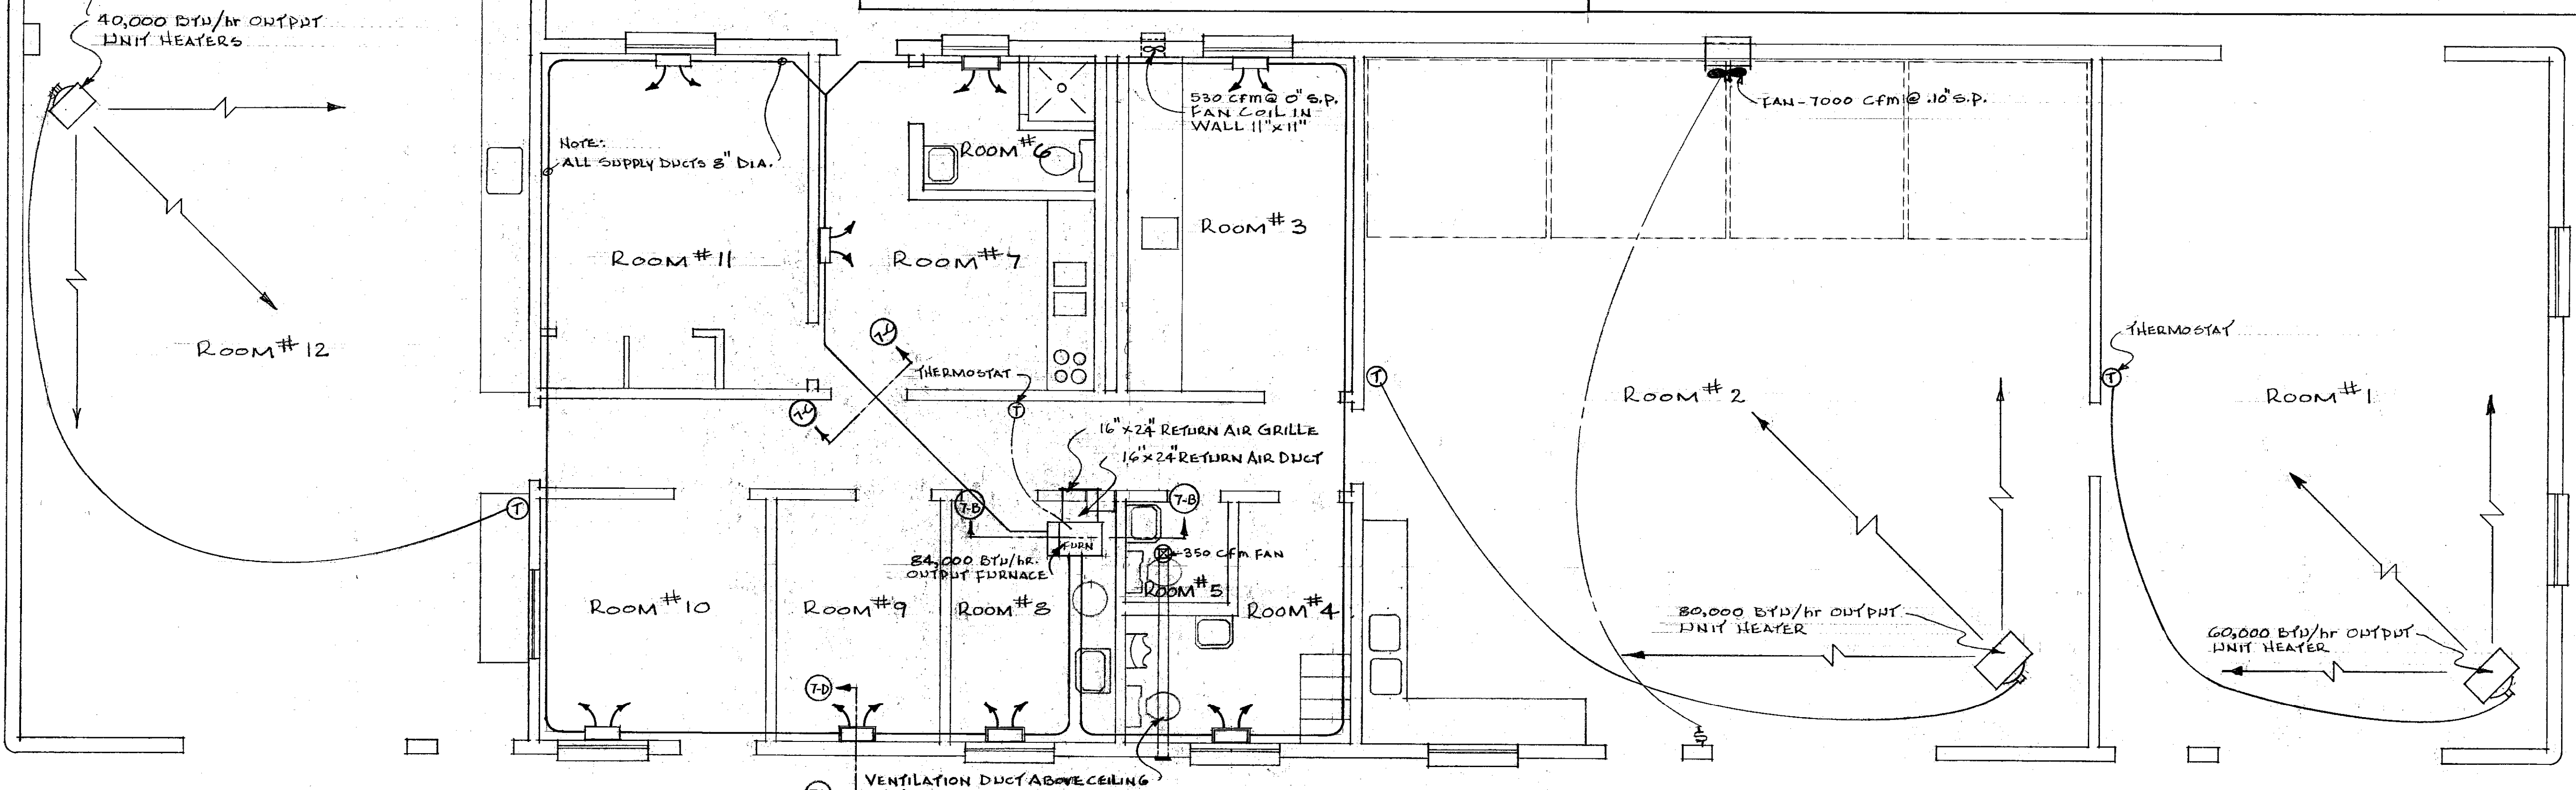 40,000 BTU/hr OUTPUT
UNIT HEATERS
530 cfm @ 0" S.P.
FAN COIL IN
WALL 11"x11"
FAN-7000 cfm @ .10" S.P.
NOTE:
ALL SUPPLY DUCTS 8" DIA.
ROOM #6
ROOM #3
ROOM #11
ROOM #7
ROOM #12
7-C
THERMOSTAT
THERMOSTAT
T
T
ROOM #2
ROOM #1
7-C
T
16"x24" RETURN AIR GRILLE
16"x24" RETURN AIR DUCT
T
7-B
7-B
FURN
350 cfm FAN
84,000 BTU/hr.
OUTPUT FURNACE
ROOM #5
ROOM #10
ROOM #9
ROOM #8
ROOM #4
80,000 BTU/hr OUTPUT
UNIT HEATER
60,000 BTU/hr OUTPUT
UNIT HEATER
7-D
S
VENTILATION DUCT ABOVE CEILING